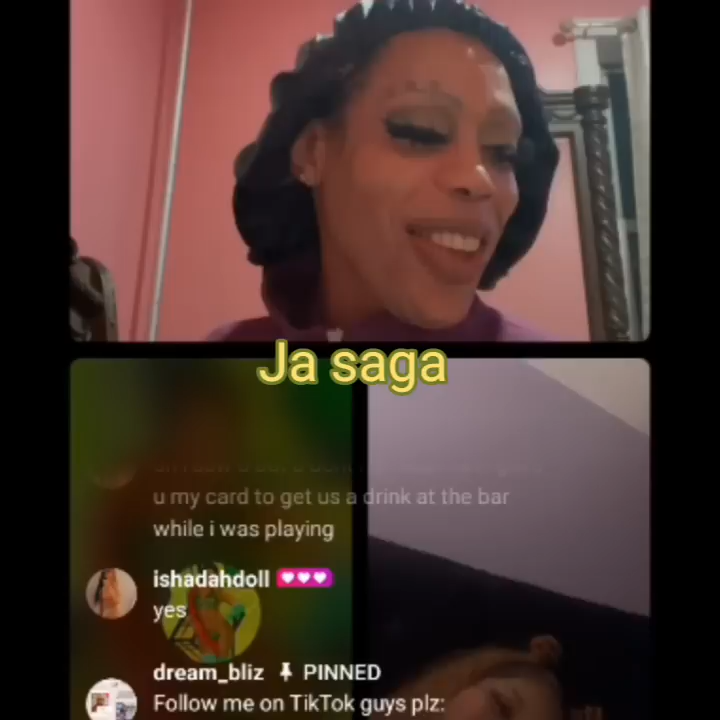 Ja saga
u my card to get us a drink at the bar
while i was playing
ishadahdoll
yes
dream_bliz PINNED
Follow me on TikTok guys plz: